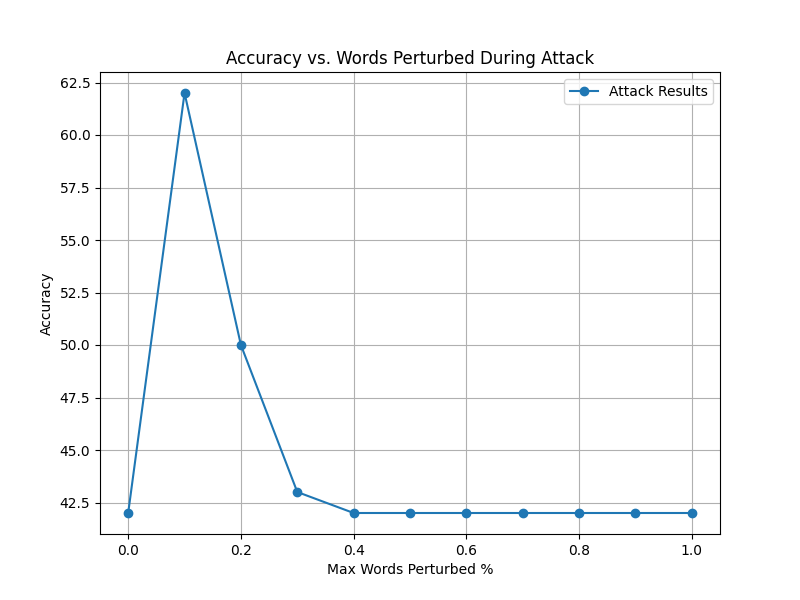 Accuracy vs. Words Perturbed During Attack
Attack Results
62.5
60.0
57.5
55.0
52.5
50.0
47.5
45.0
42.5
Accuracy
0.0 0.2 0.4 0.6 0.8 1.0
Max Words Perturbed %